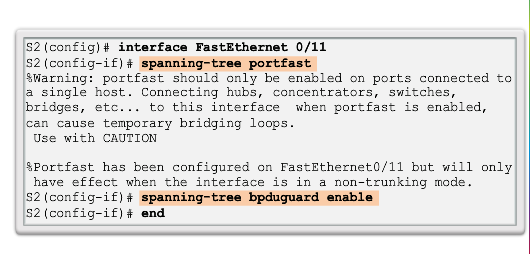 S2(config)# interface FastEthernet 0/11
S2(config-if)# spanning-tree portfast
%Warning: portfast should only be enabled on ports connected to
a single host. Connecting hubs, concentrators, switches,
bridges, etc... to this interface  when portfast is enabled,
can cause temporary bridging loops.
 Use with CAUTION

%Portfast has been configured on FastEthernet0/11 but will only
 have effect when the interface is in a non-trunking mode.
S2(config-if)# spanning-tree bpduguard enable
S2(config-if)# end